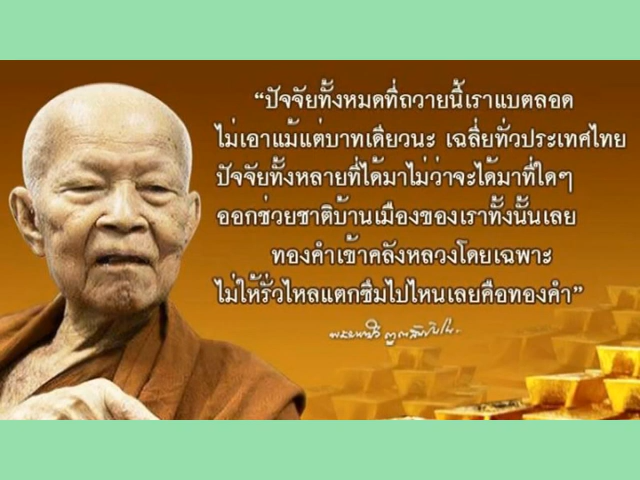 “ปัจจัยทั้งหมดที่ถวายนี้เราแบตลอด
ไม่เอาแม้แต่บาทเดียวนะ เฉลี่ยทั่วประเทศไทย
ปัจจัยทั้งหลายที่ได้มาไม่ว่าจะได้มาที่ใดๆ
ออกช่วยชาติบ้านเมืองของเราทั้งนั้นเลย
ทองคำเข้าคลังหลวงโดยเฉพาะ
ไม่ให้รั่วไหลแตกซึมไปไหนเลยคือทองคำ”